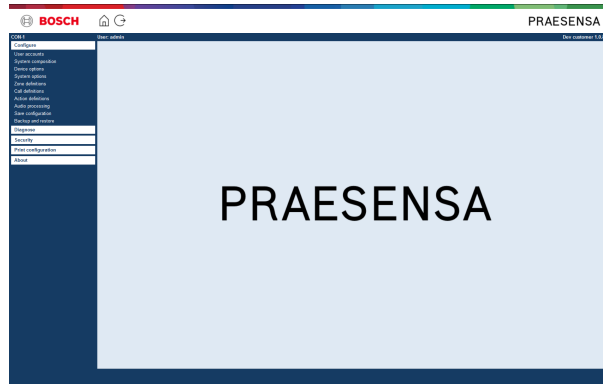 BOSCH
PRAESENSA
CON-1
User: admin
Dev customer 1.0.
Configure
User accounts
System composition
Device options
System options
Zone definitions
Call definitions
Action definitions
Audio processing
Save configuration
Backup and restore
Diagnose
Security
Print configuration
About
PRAESENSA